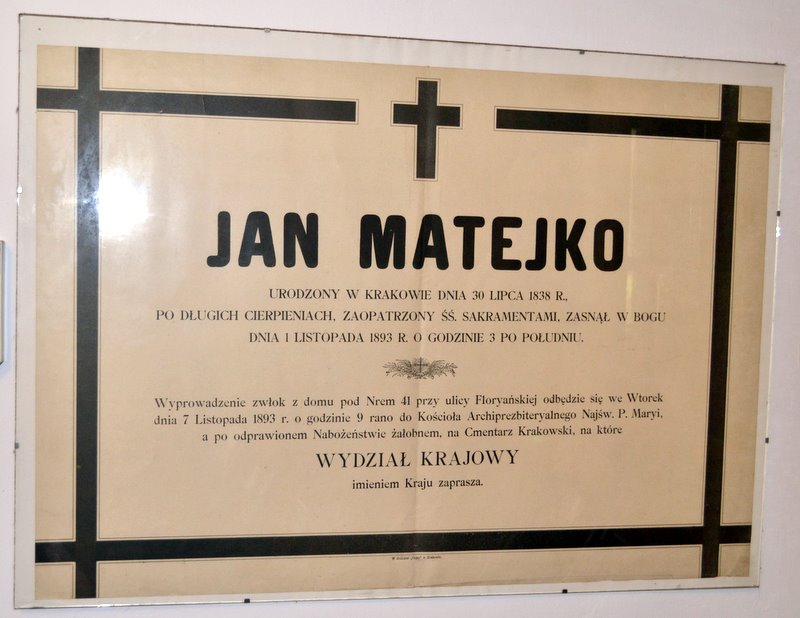 JAN MATEJKO
URODZONY W KRAKOWIE DNIA 30 LIPCA 1838 R.,
PO DŁUGICH CIERPIENIACH, ZAOPATRZONY ŚŚ. SAKRAMENTAMI, ZASNĄŁ W BOGU
DNIA 1 LISTOPADA 1893 R. O GODZINIE 3 PO POŁUDNIU.
Wyprowadzenie zwłok z domu pod Nrem 41 przy ulicy Floryańskiej odbędzie się we Wtorek
dnia 7 Listopada 1893 r. o godzinie 9 rano do Kościoła Archiprezbiteryalnego Najśw. P. Maryi,
a po odprawionem Nabożeństwie żałobnem, na Cmentarz Krakowski, na które
WYDZIAŁ KRAJOWY
imieniem Kraju zaprasza.